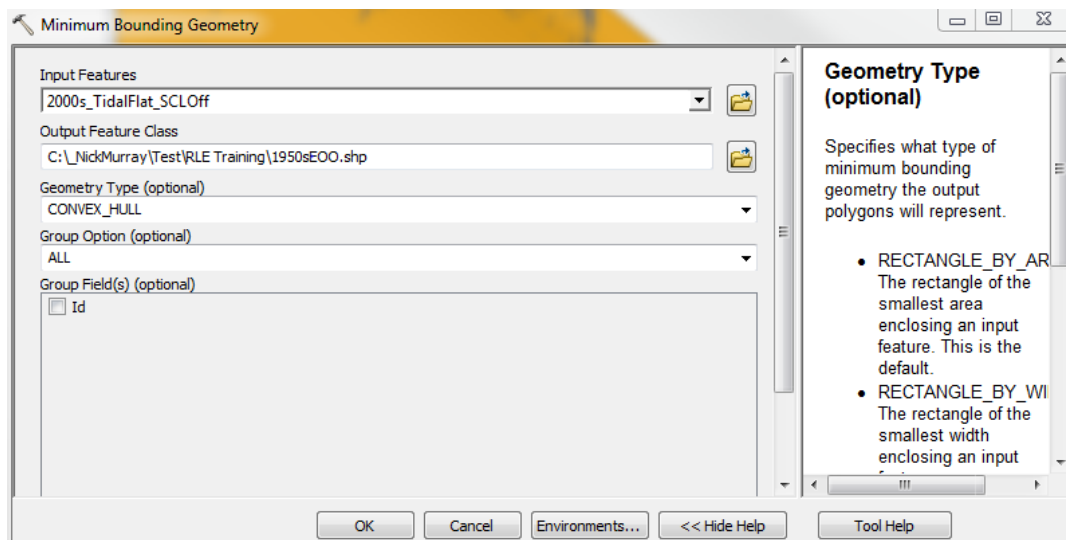 Minimum Bounding Geometry
Input Features
2000s_TidalFlat_SCLOff
Output Feature Class
C:\_NickMurray\Test\RLE Training\1950sEOO.shp
Geometry Type (optional)
CONVEX_HULL
Group Option (optional)
ALL
Group Field(s) (optional)
Id
Geometry Type
(optional)
Specifies what type of
minimum bounding
geometry the output
polygons will represent.
• RECTANGLE_BY_AR
The rectangle of the
smallest area
enclosing an input
feature. This is the
default.
• RECTANGLE_BY_WI
The rectangle of the
smallest width
enclosing an input
OK
Cancel
Environments...
<< Hide Help
Tool Help